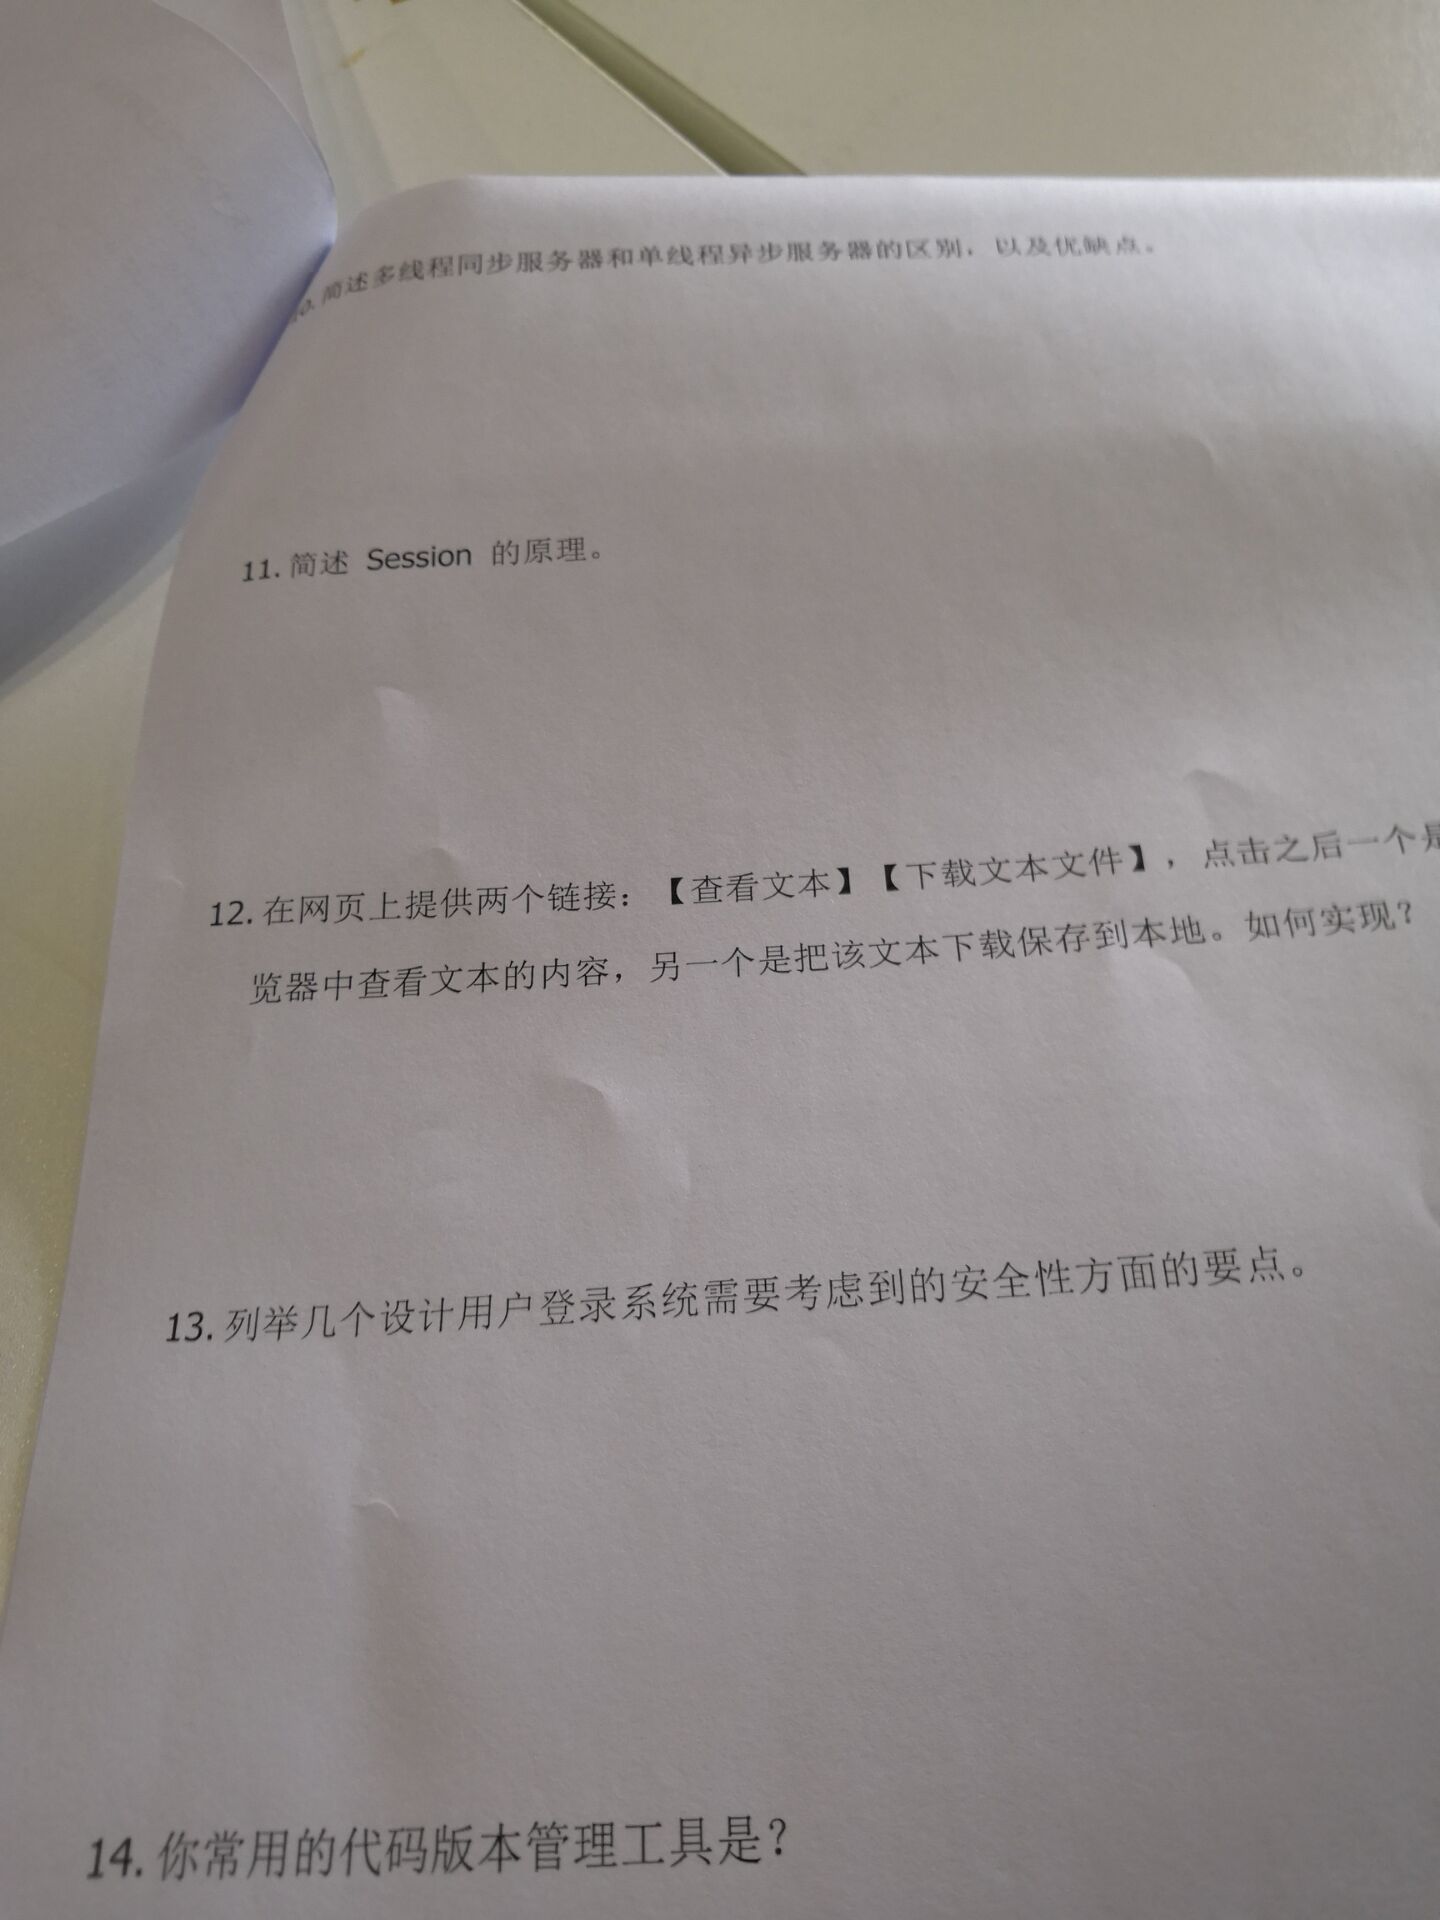 10. 简述多线程同步服务器和单线程异步服务器的区别，以及优缺点。
11. 简述 Session 的原理。
12. 在网页上提供两个链接：【查看文本】【下载文本文件】，点击之后一个是
览器中查看文本的内容，另一个是把该文本下载保存到本地。如何实现？
13. 列举几个设计用户登录系统需要考虑到的安全性方面的要点。
14. 你常用的代码版本管理工具是？